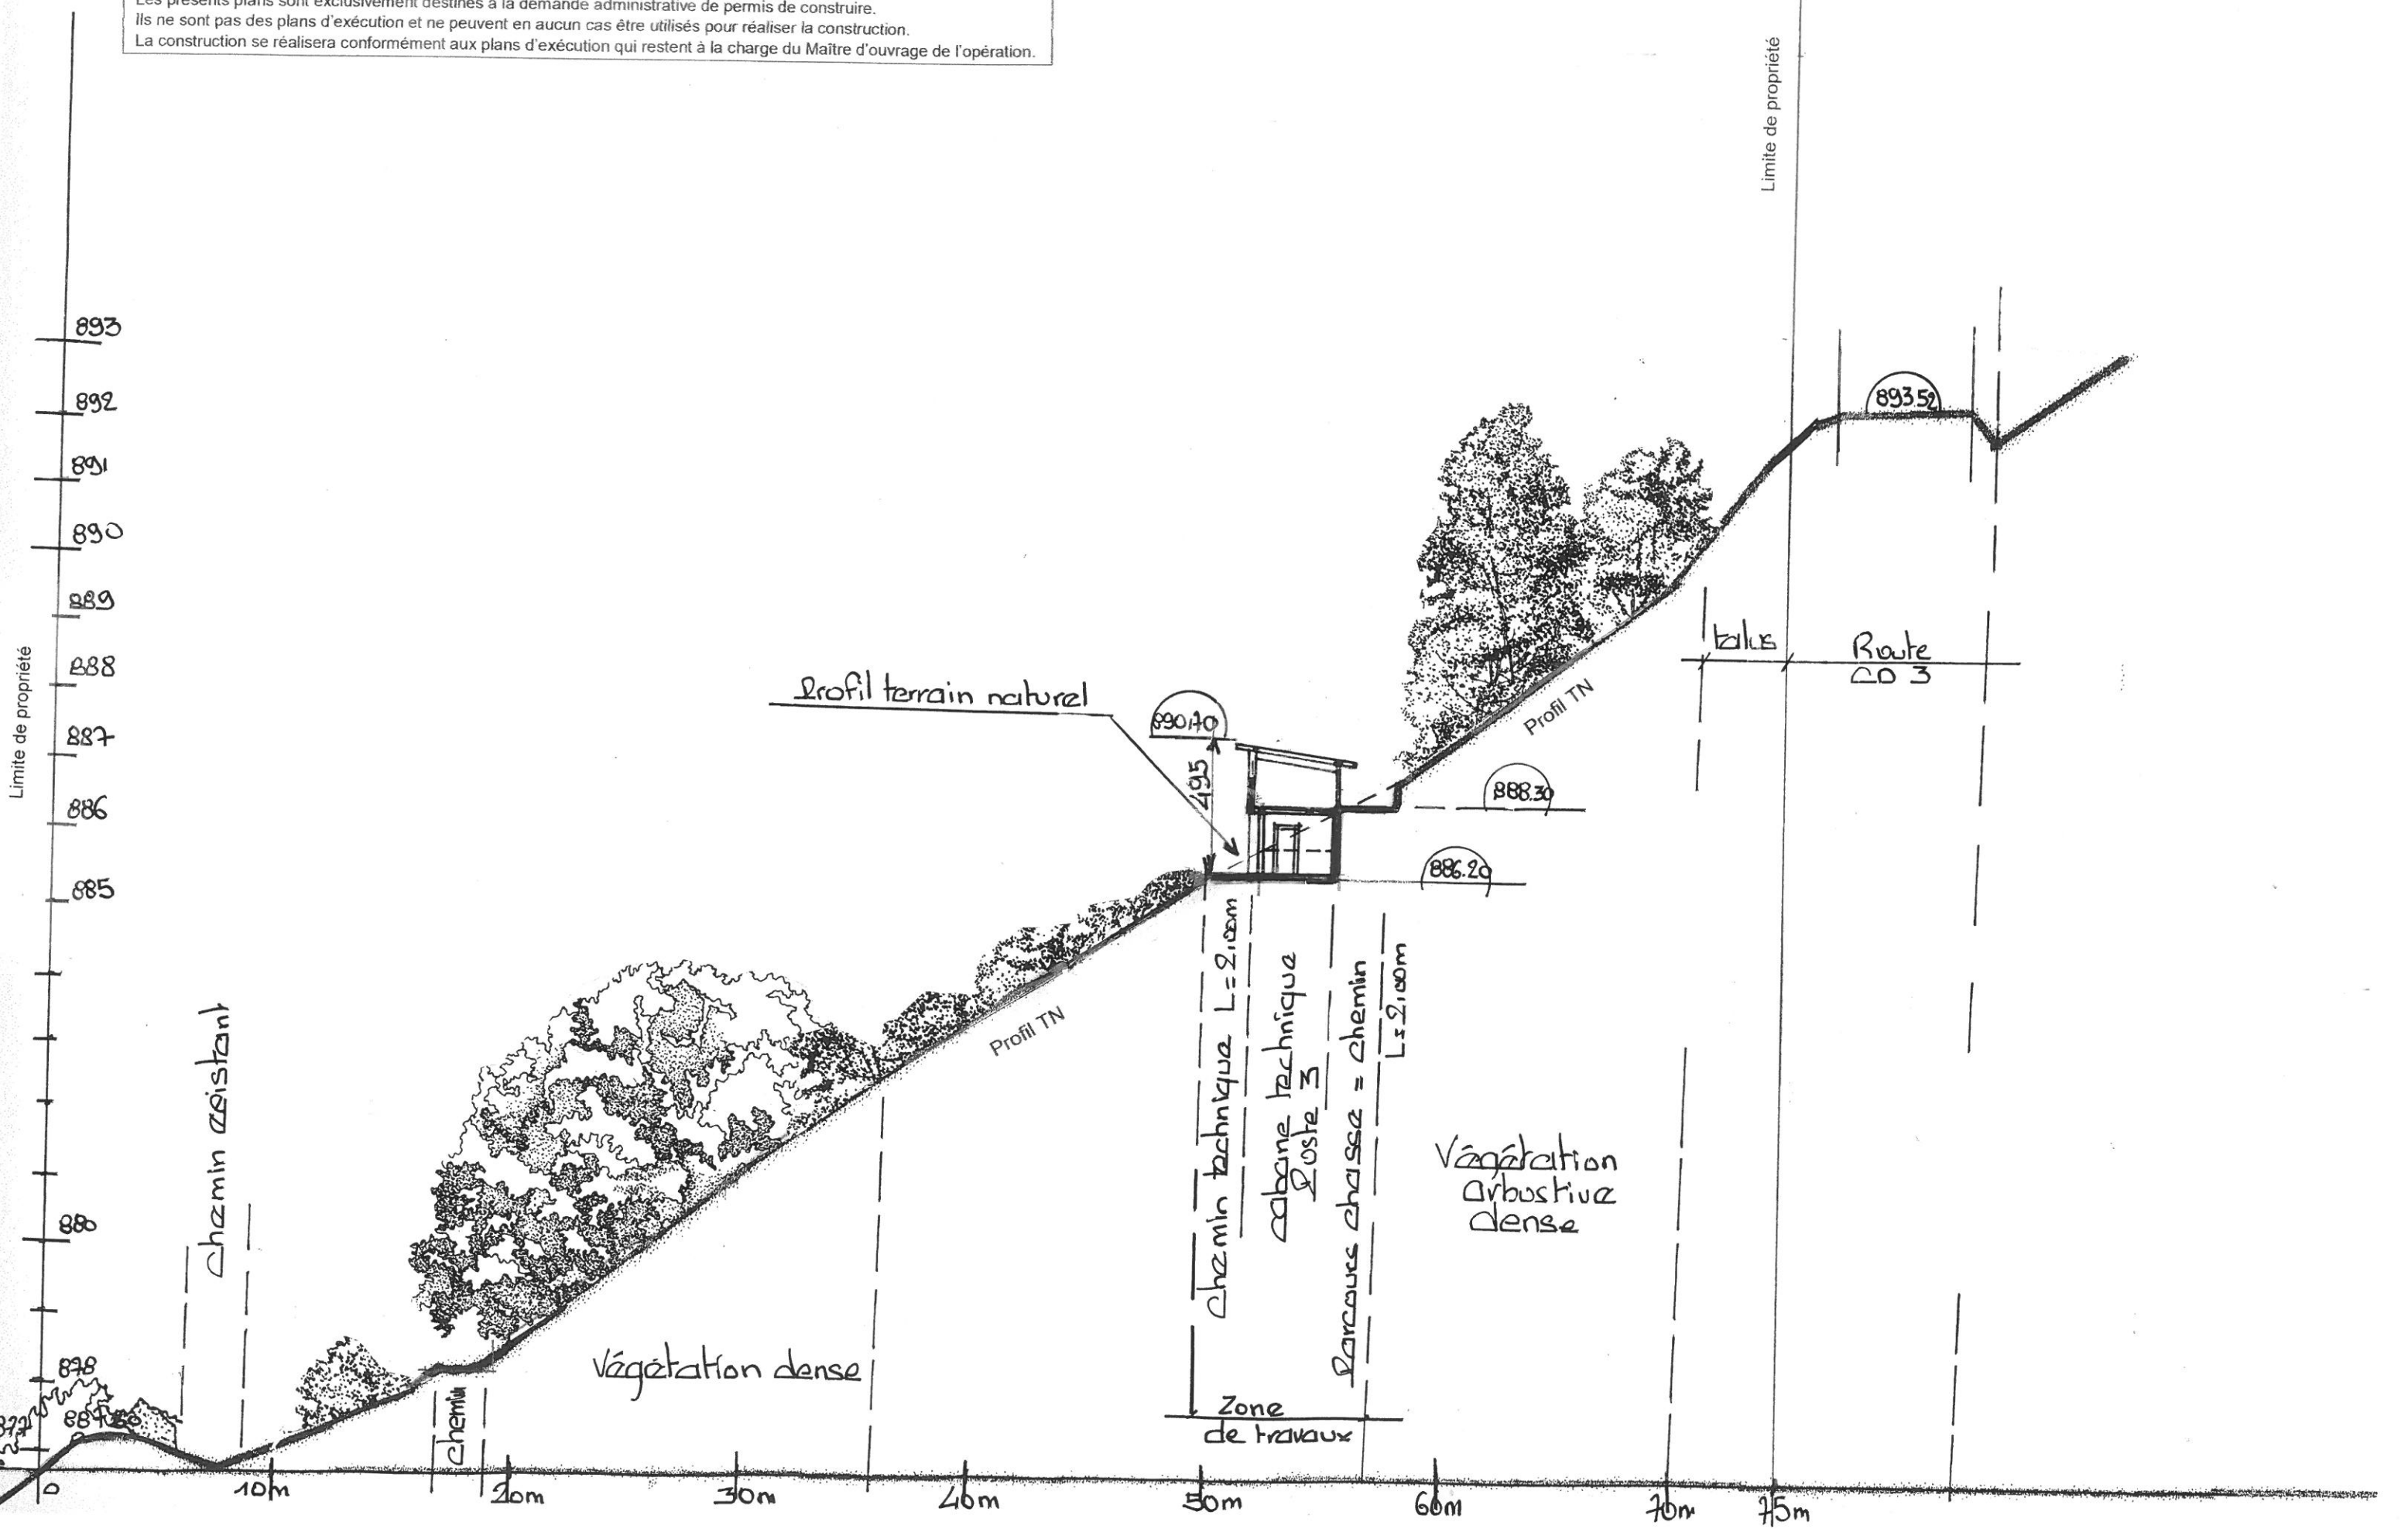 Les présents plans sont exclusivement destinés à la demande administrative de permis de construire.
Ils ne sont pas des plans d'exécution et ne peuvent en aucun cas être utilisés pour réaliser la construction.
La construction se réalisera conformément aux plans d'exécution qui restent à la charge du Maître d'ouvrage de l'opération.
Limite de propriété
893
892
891
890
889
888
887
886
885
880
878
877
Limite de propriété
893.52
talus
Route
CD 3
Profil terrain naturel
890,70
495
Profil TN
888.30
886.20
Profil TN
chemin existant
chemin
Végétation dense
chemin technique L=2,00m
cabane technique
Poste 3
Parcours chasse = chemin
L=2,00m
Végétation
arbustive
dense
Zone
de travaux
0
10m
20m
30m
40m
50m
60m
70m
75m